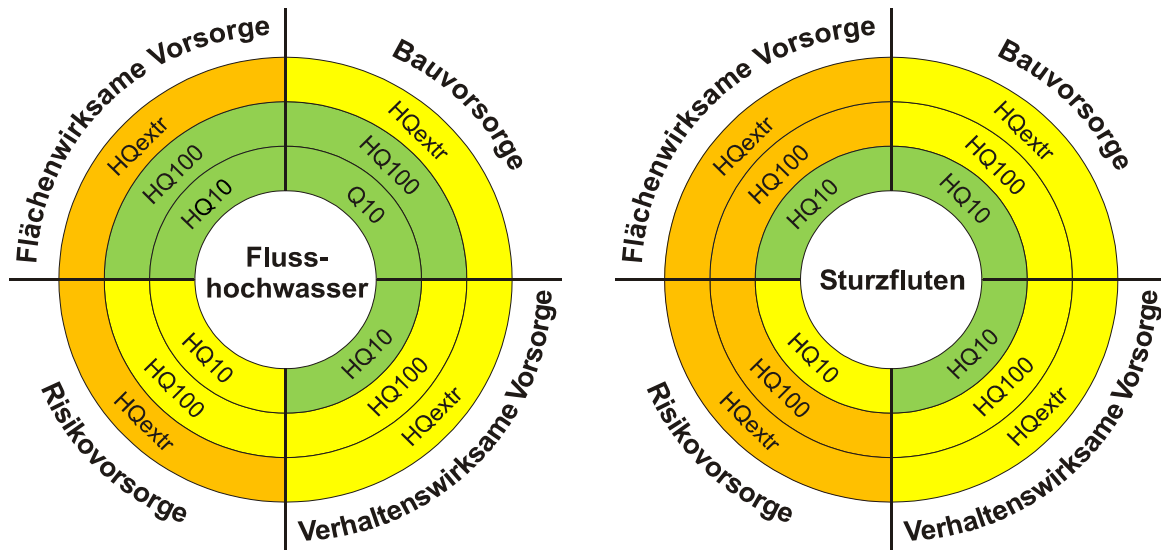 Flächenwirksame Vorsorge
Bauvorsorge
HQextr
HQ100
HQ10
HQextr
HQ100
Q10
Fluss-
hochwasser
HQ10
HQ100
HQextr
HQ10
HQ100
HQextr
Risikovorsorge
Verhaltenswirksame Vorsorge
Flächenwirksame Vorsorge
Bauvorsorge
HQextr
HQ100
HQ10
HQextr
HQ100
HQ10
Sturzfluten
HQ10
HQ100
HQextr
HQ10
HQ100
HQextr
Risikovorsorge
Verhaltenswirksame Vorsorge